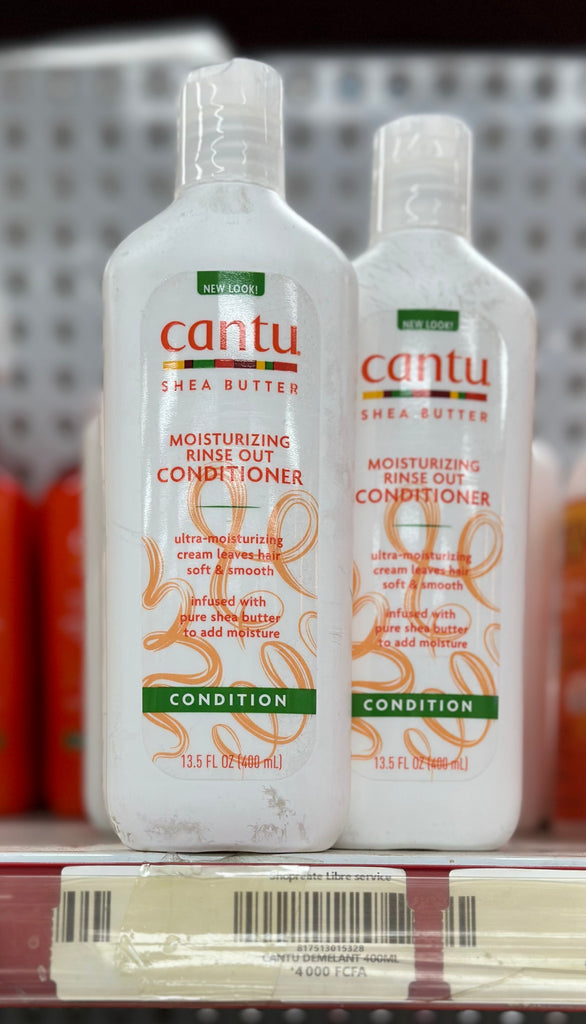 NEW LOOK!
cantu
SHEA BUTTER
MOISTURIZING
RINSE OUT
CONDITIONER
ultra-moisturizing
cream leaves hair
soft & smooth
infused with
pure shea butter
to add moisture
CONDITION
13.5 FL OZ (400 mL)
NEW LOOK!
cantu
SHEA BUTTER
MOISTURIZING
RINSE OUT
CONDITIONER
ultra-moisturizing
cream leaves hair
soft & smooth
infused with
pure shea butter
to add moisture
CONDITION
13.5 FL OZ (400 mL)
Shopreate Libre service
817513015328
CANTU DEMELANT 400ML
4 000 FCFA